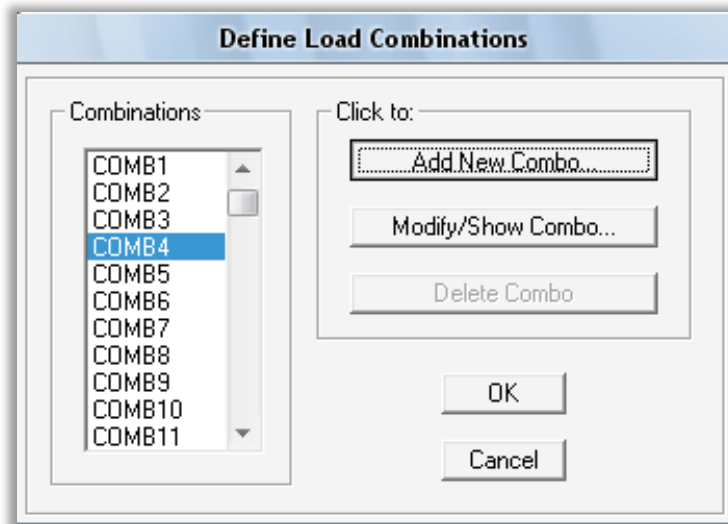 Define Load Combinations
Combinations
COMB1
COMB2
COMB3
COMB4
COMB5
COMB6
COMB7
COMB8
COMB9
COMB10
COMB11
Click to:
Add New Combo...
Modify/Show Combo...
Delete Combo
OK
Cancel